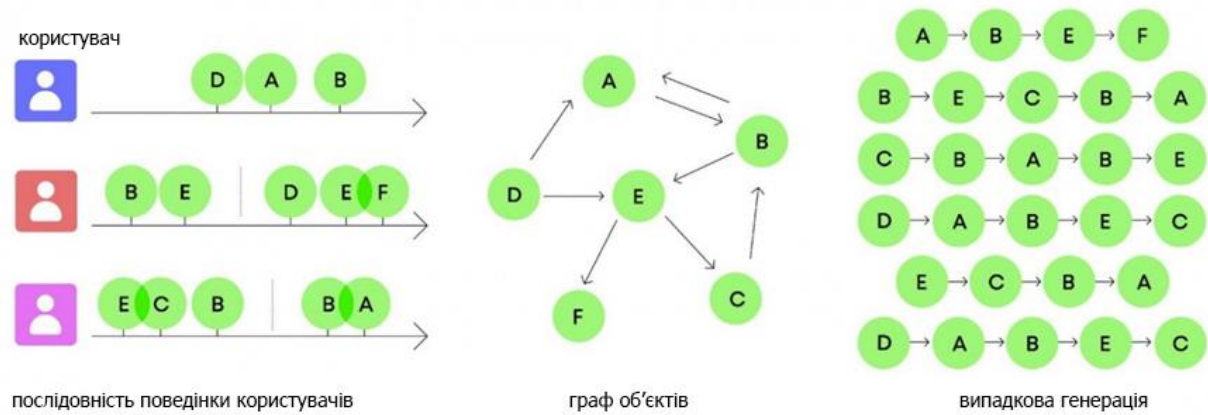 користувач
D A B
B E D E F
E C B B A
послідовність поведінки користувачів
A
B
D
E
F
C
граф об’єктів
A B E F
B E C B A
C B A B E
D A B E C
E C B A
D A B E C
випадкова генерація